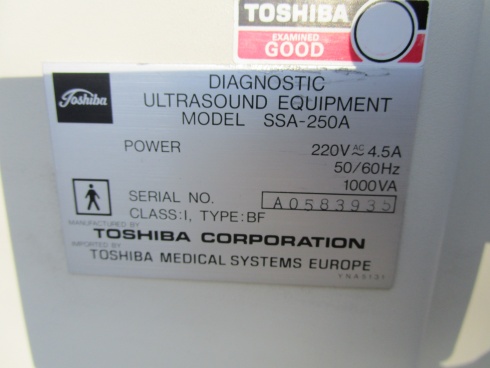 TOSHIBA
EXAMINED
GOOD
Toshiba
DIAGNOSTIC
ULTRASOUND EQUIPMENT
MODEL SSA-250A
POWER 220V AC≈ 4.5A
50/60Hz
1000VA
SERIAL NO. A0583935
CLASS:I, TYPE:BF
MANUFACTURED BY
TOSHIBA CORPORATION
IMPORTED BY
TOSHIBA MEDICAL SYSTEMS EUROPE